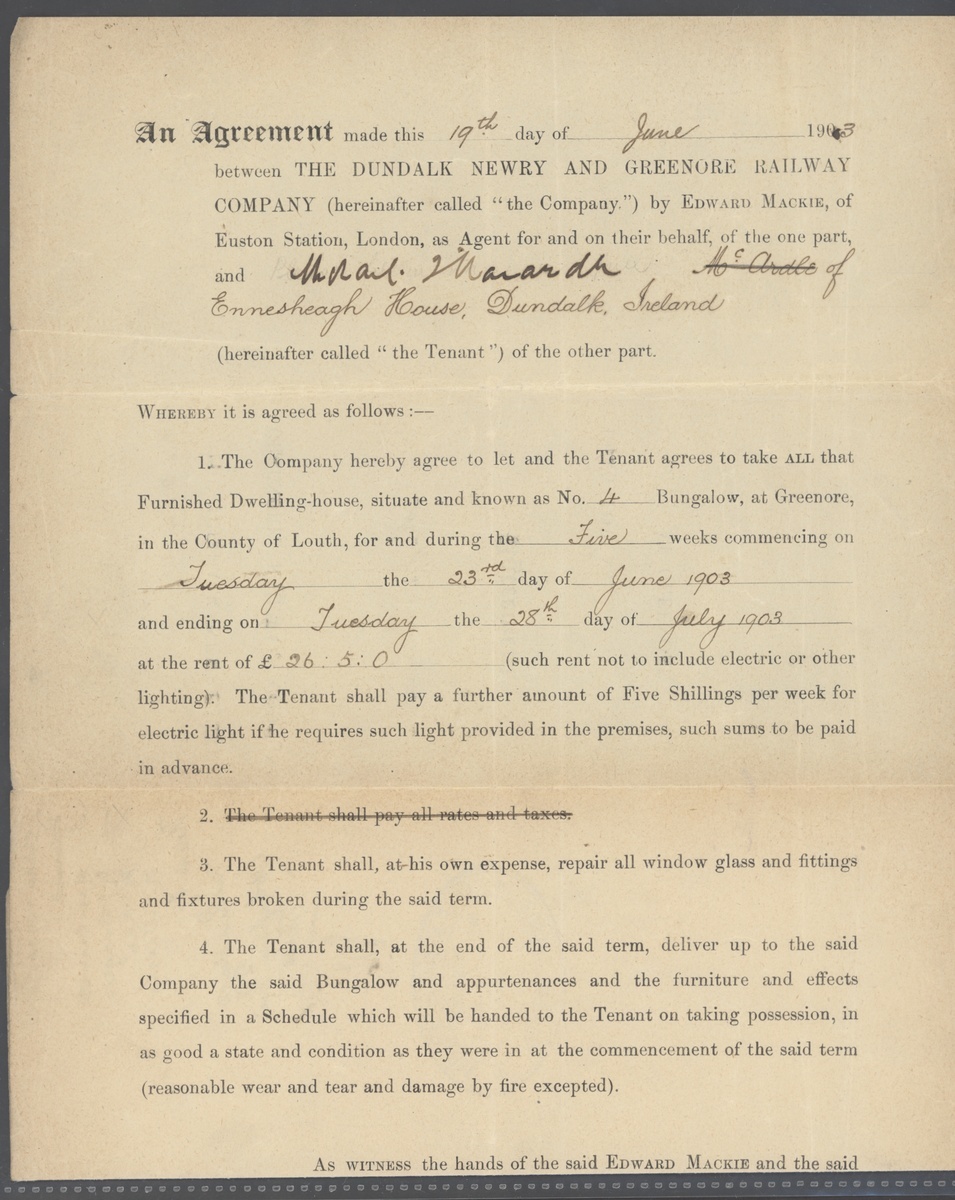 An Agreement made this 19th day of June 1903
between THE DUNDALK NEWRY AND GREENORE RAILWAY
COMPANY (hereinafter called "the Company.") by EDWARD MACKIE, of
Euston Station, London, as Agent for and on their behalf, of the one part,
and Mc Ardle of
Ennesheagh House, Dundalk, Ireland
(hereinafter called "the Tenant") of the other part.
WHEREBY it is agreed as follows :—
1. The Company hereby agree to let and the Tenant agrees to take ALL that
Furnished Dwelling-house, situate and known as No. 4 Bungalow, at Greenore,
in the County of Louth, for and during the Five weeks commencing on
Tuesday the 23rd day of June 1903
and ending on Tuesday the 28th day of July 1903
at the rent of £ 26 : 5 : 0 (such rent not to include electric or other
lighting). The Tenant shall pay a further amount of Five Shillings per week for
electric light if he requires such light provided in the premises, such sums to be paid
in advance.
2. The Tenant shall pay all rates and taxes.
3. The Tenant shall, at his own expense, repair all window glass and fittings
and fixtures broken during the said term.
4. The Tenant shall, at the end of the said term, deliver up to the said
Company the said Bungalow and appurtenances and the furniture and effects
specified in a Schedule which will be handed to the Tenant on taking possession, in
as good a state and condition as they were in at the commencement of the said term
(reasonable wear and tear and damage by fire excepted).
AS WITNESS the hands of the said EDWARD MACKIE and the said